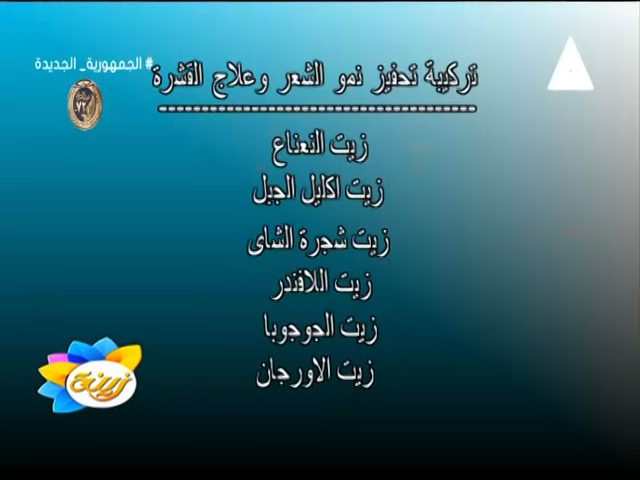 #الجمهورية_الجديدة
تركيبة تحفيز نمو الشعر وعلاج القشرة
زيت النعناع
زيت اكليل الجبل
زيت شجرة الشاى
زيت اللافندر
زيت الجوجوبا
زيت الاورجان
زينة